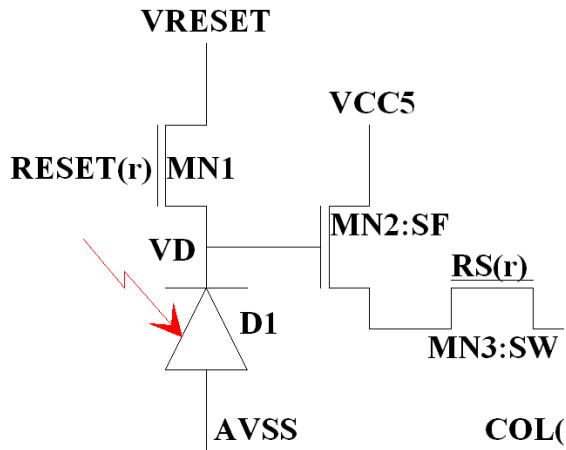 VRESET
VCC5
RESET(r) MN1
MN2:SF
VD
RS(r)
D1
MN3:SW
AVSS
COL(